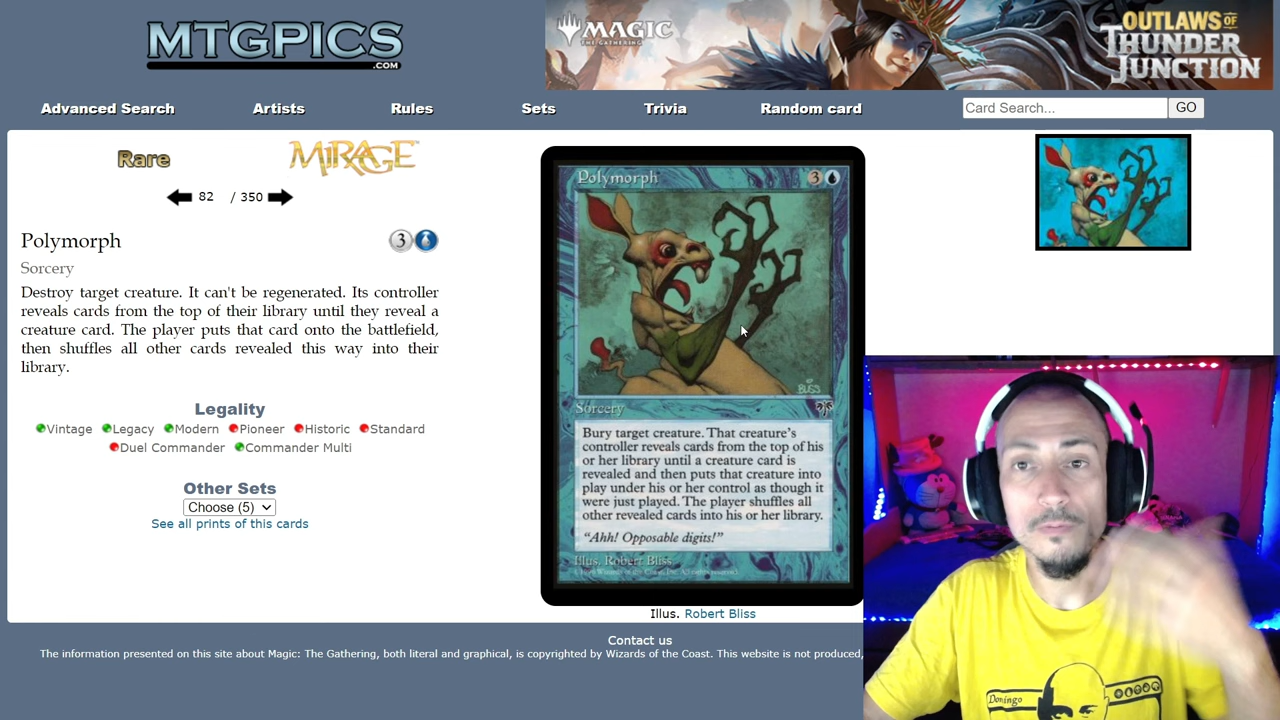 MTGPICS
.COM
MAGIC
THE GATHERING
OUTLAWS OF
THUNDER
JUNCTION
Advanced Search
Artists
Rules
Sets
Trivia
Random card
Card Search...
GO
Rare
MIRAGE
82 / 350
Polymorph
3
Sorcery
Destroy target creature. It can't be regenerated. Its controller
reveals cards from the top of their library until they reveal a
creature card. The player puts that card onto the battlefield,
then shuffles all other cards revealed this way into their
library.
Legality
Vintage Legacy Modern Pioneer Historic Standard
Duel Commander Commander Multi
Other Sets
Choose (5)
See all prints of this cards
Polymorph
3
BLISS
Sorcery
Bury target creature. That creature's
controller reveals cards from the top of his
or her library until a creature card is
revealed and then puts that creature into
play under his or her control as though it
were just played. The player shuffles all
other revealed cards into his or her library.
"Ahh! Opposable digits!"
Illus. Robert Bliss
Illus. Robert Bliss
Contact us
The information presented on this site about Magic: The Gathering, both literal and graphical, is copyrighted by Wizards of the Coast. This website is not produced,
Domingo